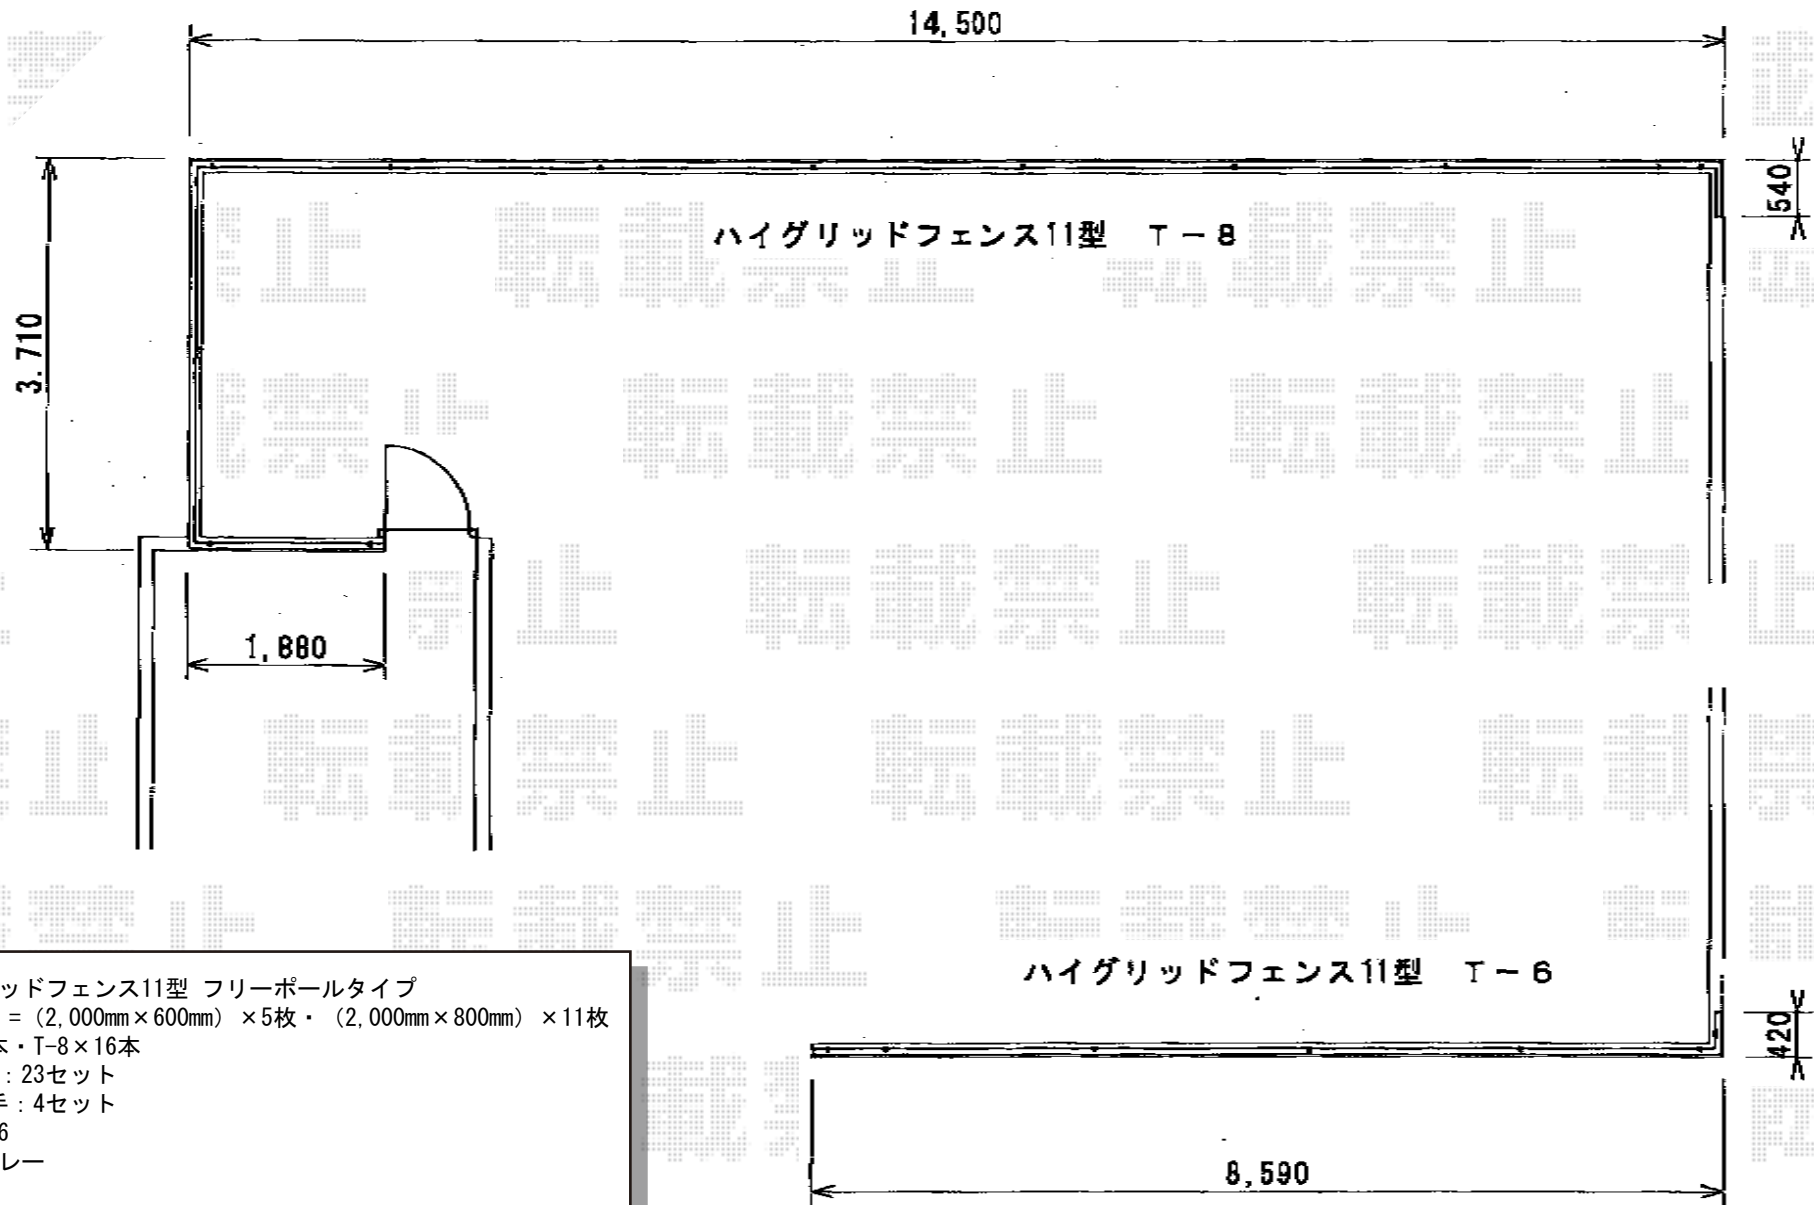 14,500
540
ハイグリッドフェンス11型 T-8
3.710
1,880
ハイグリッドフェンス11型 T-6
ッドフェンス11型 フリーポールタイプ
=(2,000mm×600mm)×5枚・(2,000mm×800mm)×11枚
本・T-8×16本
:23セット
手:4セット
6
レー
420
8,590
転載禁止